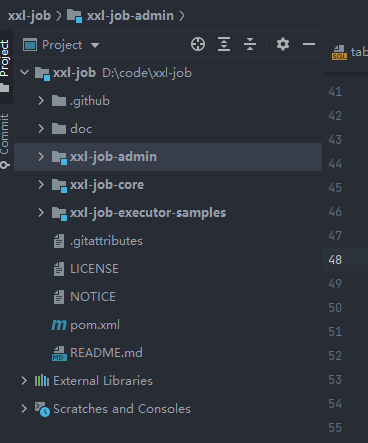 xxl-job > xxl-job-admin >
Project
Commit
Project
xxl-job D:\code\xxl-job
.github
doc
xxl-job-admin
xxl-job-core
xxl-job-executor-samples
.gitattributes
LICENSE
NOTICE
pom.xml
README.md
External Libraries
Scratches and Consoles
tab
SQL
41
42
43
44
45
46
47
48
49
50
51
52
53
54
55